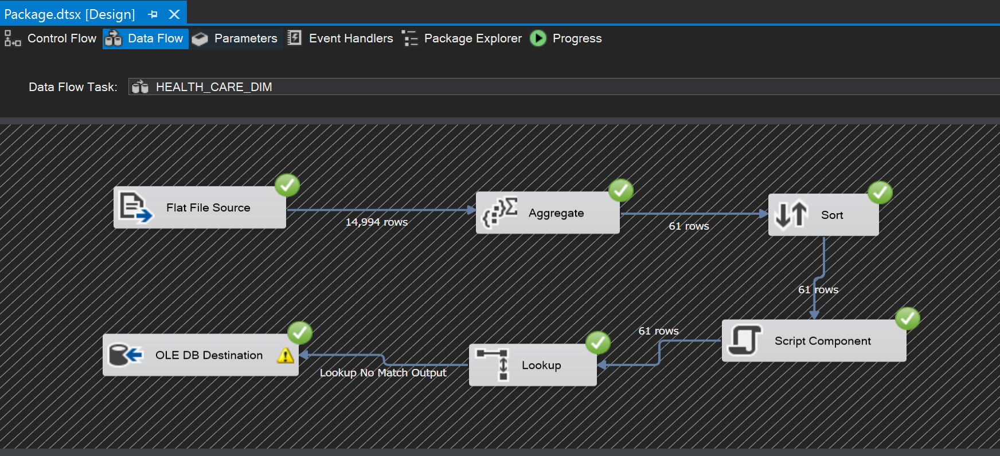 Package.dtsx [Design]
Control Flow Data Flow Parameters Event Handlers Package Explorer Progress
Data Flow Task: HEALTH_CARE_DIM
Flat File Source
14,994 rows
Aggregate
61 rows
Sort
61 rows
Script Component
61 rows
Lookup
Lookup No Match Output
OLE DB Destination